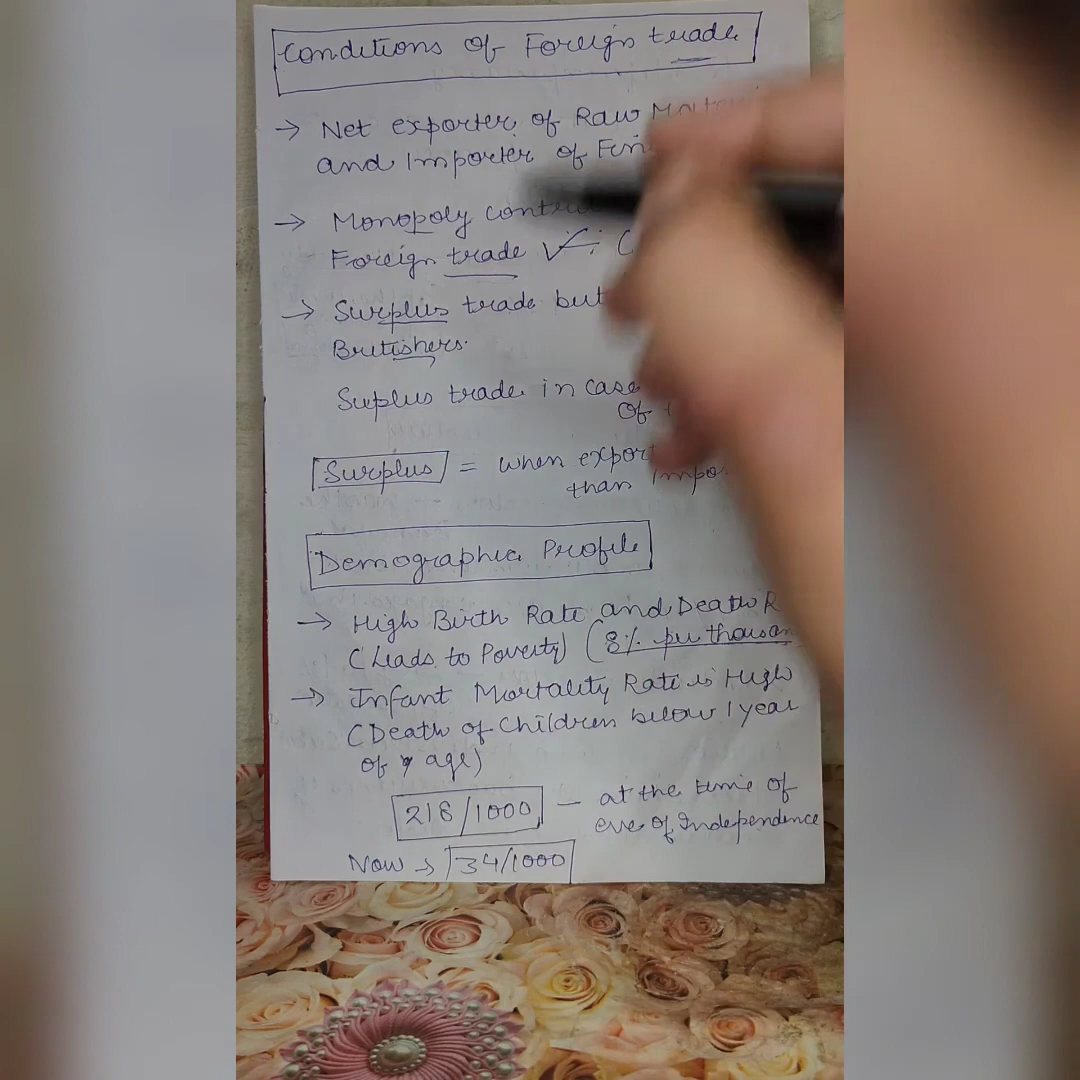 Conditions of Foreign trade
→ Net exporter of Raw
and Importer of
→ Monopoly
Foreign trade
→ Surplus trade but
Britishers.
Suplus trade in case
Of
Surplus = when
than
Demographic Profile
→ High Birth Rate and Death
(Leads to Poverty) (8% per
→ Infant Mortality Rate is High
(Death of Children below 1 year
of age)
218/1000 — at the time of
eve of Independence
Now → 34/1000